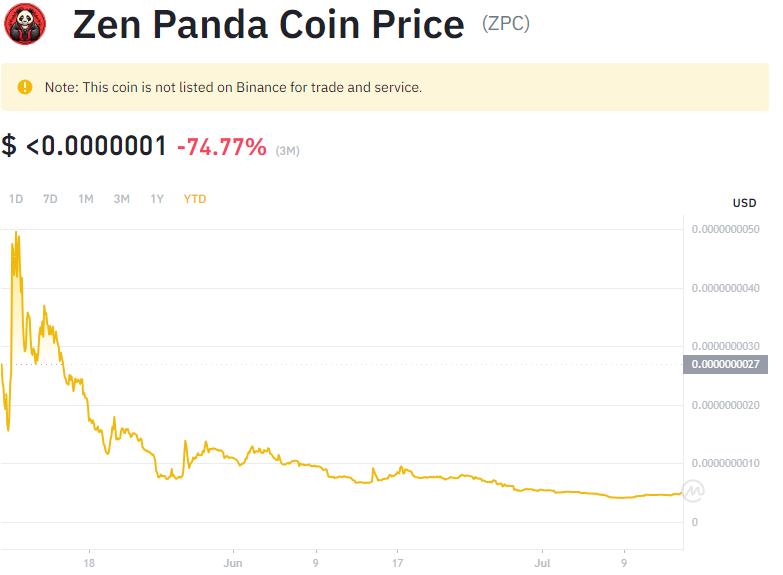 Zen Panda Coin Price (ZPC)
Note: This coin is not listed on Binance for trade and service.
$ <0.0000001 -74.77% (3M)
1D 7D 1M 3M 1Y YTD
USD
0.0000000050
0.0000000040
0.0000000030
0.0000000027
0.0000000020
0.0000000010
0
18 Jun 9 17 Jul 9